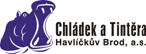 Chládek a Tintěra
Havlíčkův Brod, a.s.